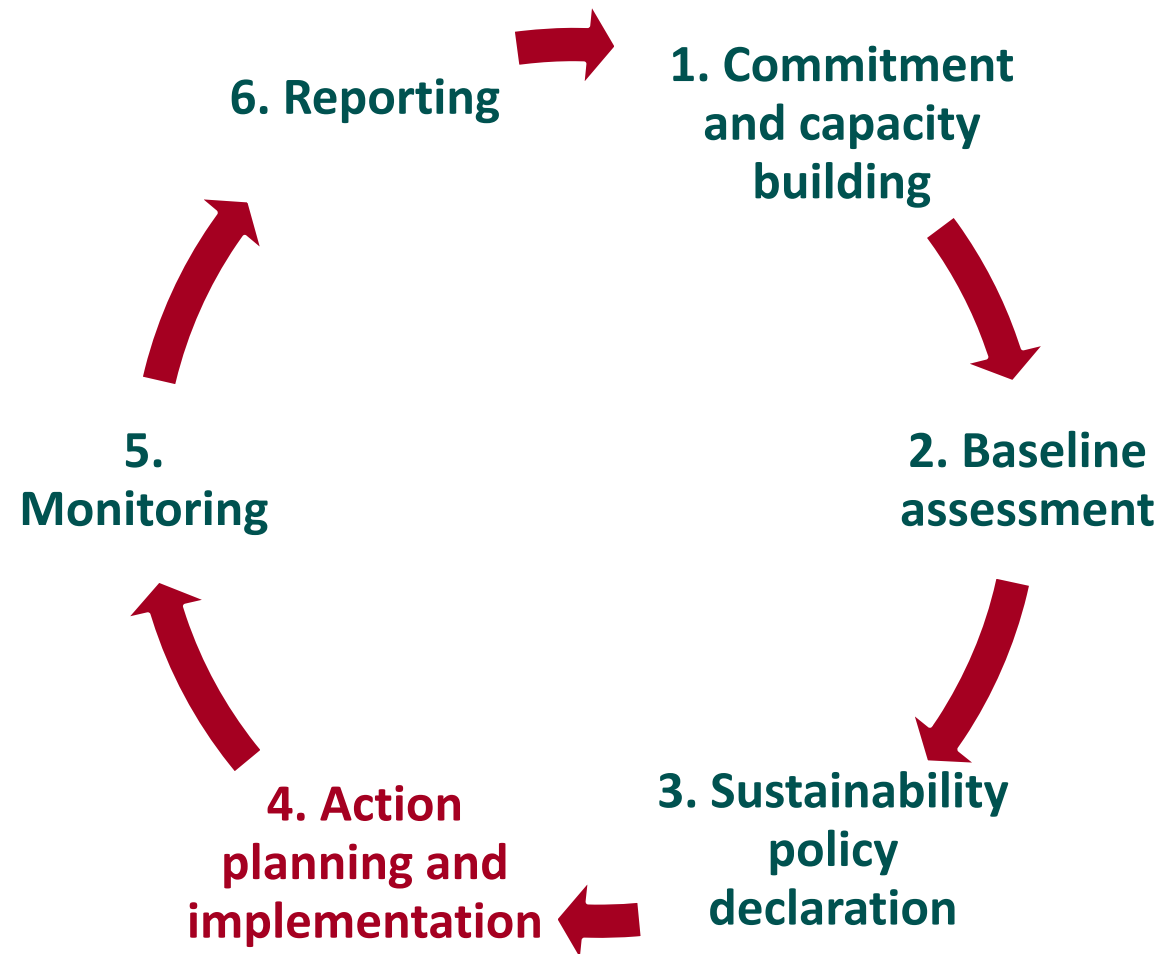 1. Commitment
and capacity
building
2. Baseline
assessment
3. Sustainability
policy
declaration
4. Action
planning and
implementation
5.
Monitoring
6. Reporting